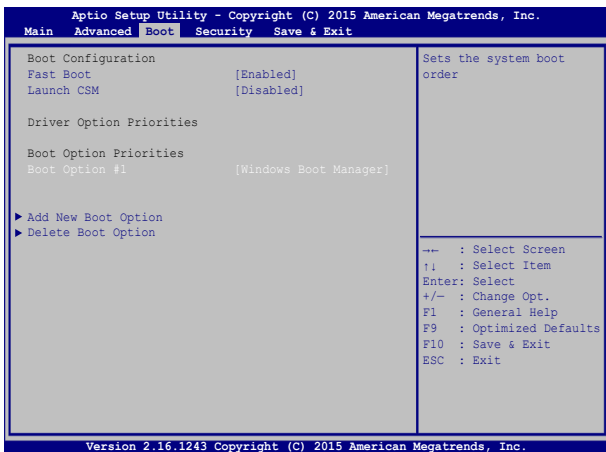 Aptio Setup Utility - Copyright (C) 2015 American Megatrends, Inc.
Main Advanced Boot Security Save & Exit
Boot Configuration
Fast Boot [Enabled]
Launch CSM [Disabled]
Driver Option Priorities
Boot Option Priorities
Boot Option #1 [Windows Boot Manager]
▶ Add New Boot Option
▶ Delete Boot Option
Sets the system boot
order
→← : Select Screen
↑↓ : Select Item
Enter: Select
+/— : Change Opt.
F1 : General Help
F9 : Optimized Defaults
F10 : Save & Exit
ESC : Exit
Version 2.16.1243 Copyright (C) 2015 American Megatrends, Inc.